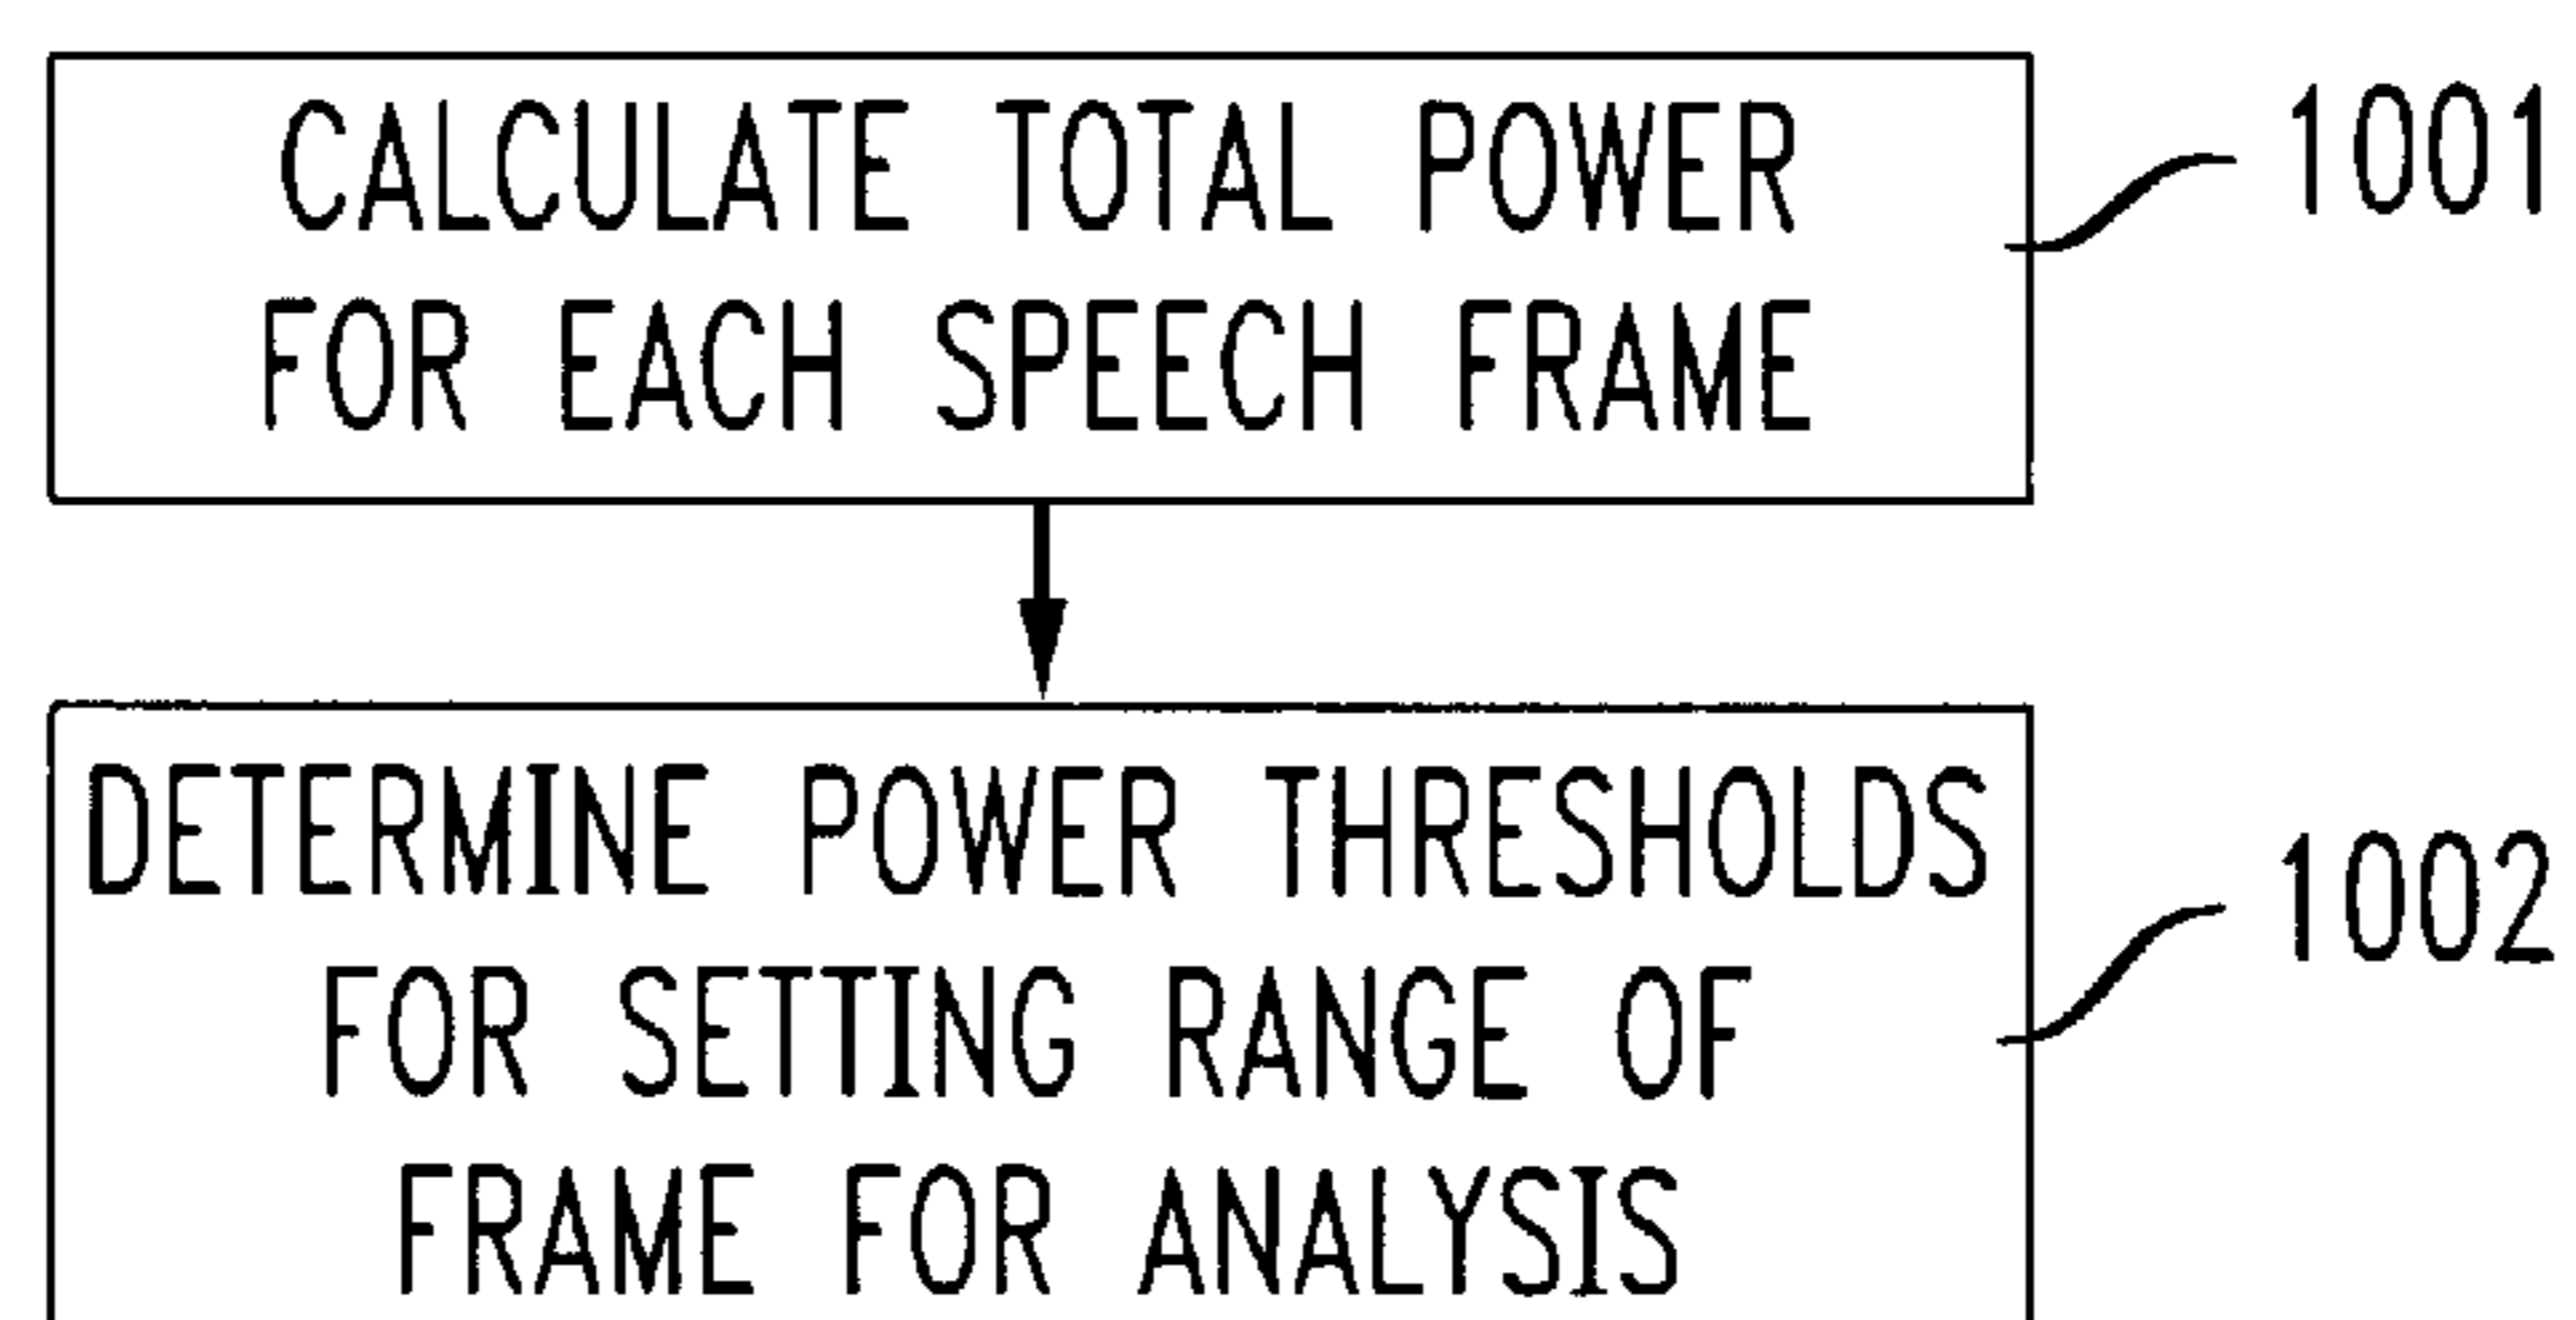 CALCULATE TOTAL POWER
FOR EACH SPEECH FRAME
1001
DETERMINE POWER THRESHOLDS
FOR SETTING RANGE OF
FRAME FOR ANALYSIS
1002